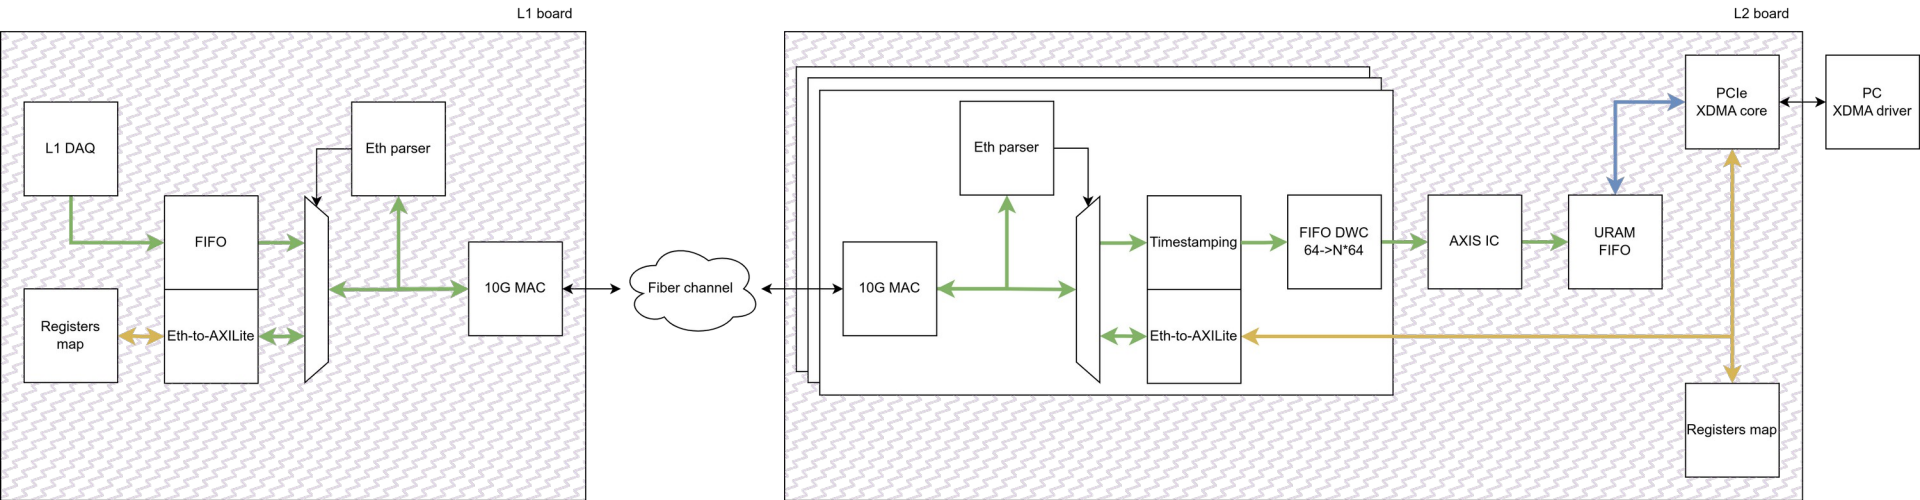 L1 board
L2 board
L1 DAQ
Eth parser
FIFO
Registers
map
Eth-to-AXILite
10G MAC
Fiber channel
10G MAC
Eth parser
Timestamping
Eth-to-AXILite
FIFO DWC
64->N*64
AXIS IC
URAM
FIFO
PCIe
XDMA core
PC
XDMA driver
Registers map